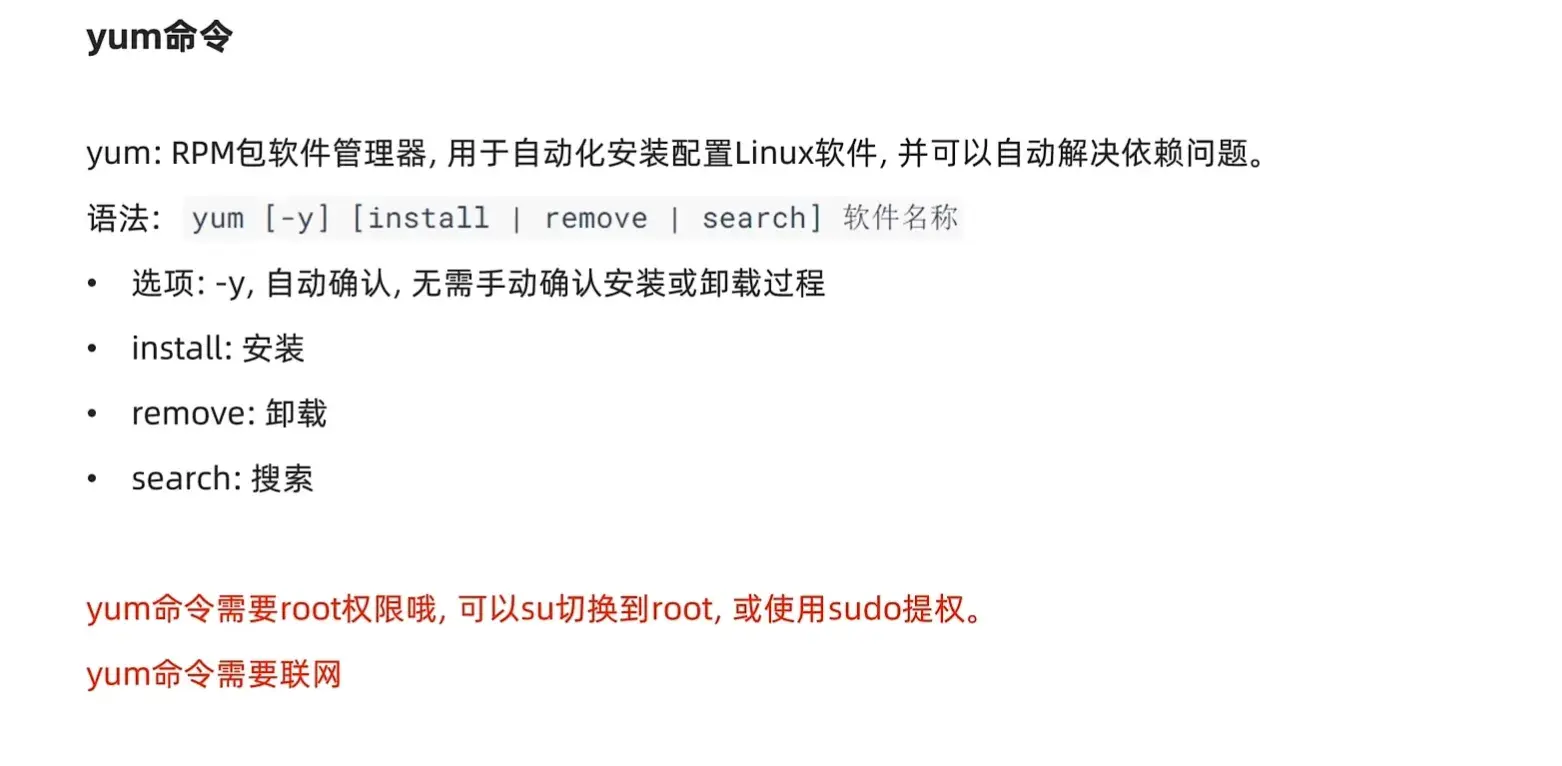 yum命令
yum: RPM包软件管理器, 用于自动化安装配置Linux软件, 并可以自动解决依赖问题。
语法: yum [-y] [install | remove | search] 软件名称
• 选项: -y, 自动确认, 无需手动确认安装或卸载过程
• install: 安装
• remove: 卸载
• search: 搜索
yum命令需要root权限哦, 可以su切换到root, 或使用sudo提权。
yum命令需要联网